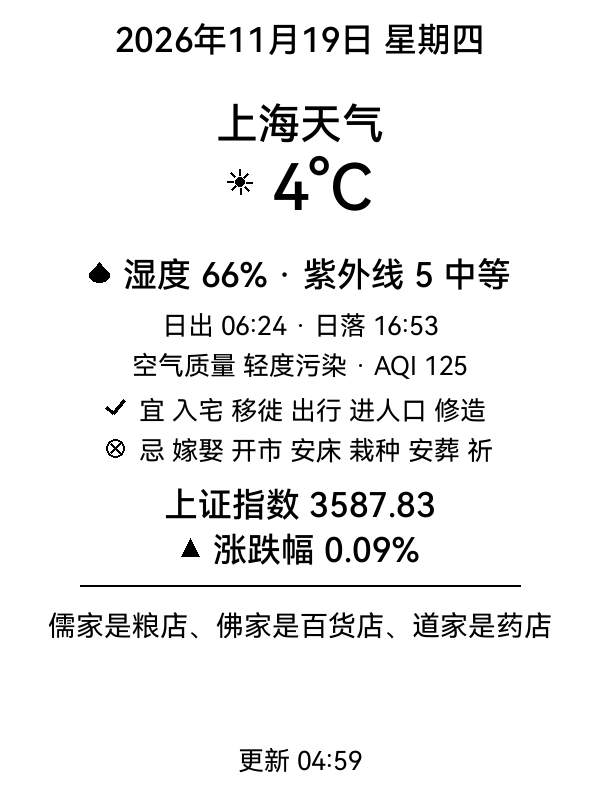 2026年11月19日 星期四
上海天气
4°C
湿度 66% · 紫外线 5 中等
日出 06:24 · 日落 16:53
空气质量 轻度污染 · AQI 125
宜 入宅 移徙 出行 进人口 修造
忌 嫁娶 开市 安床 栽种 安葬 祈
上证指数 3587.83
▲ 涨跌幅 0.09%
儒家是粮店、佛家是百货店、道家是药店
更新 04:59